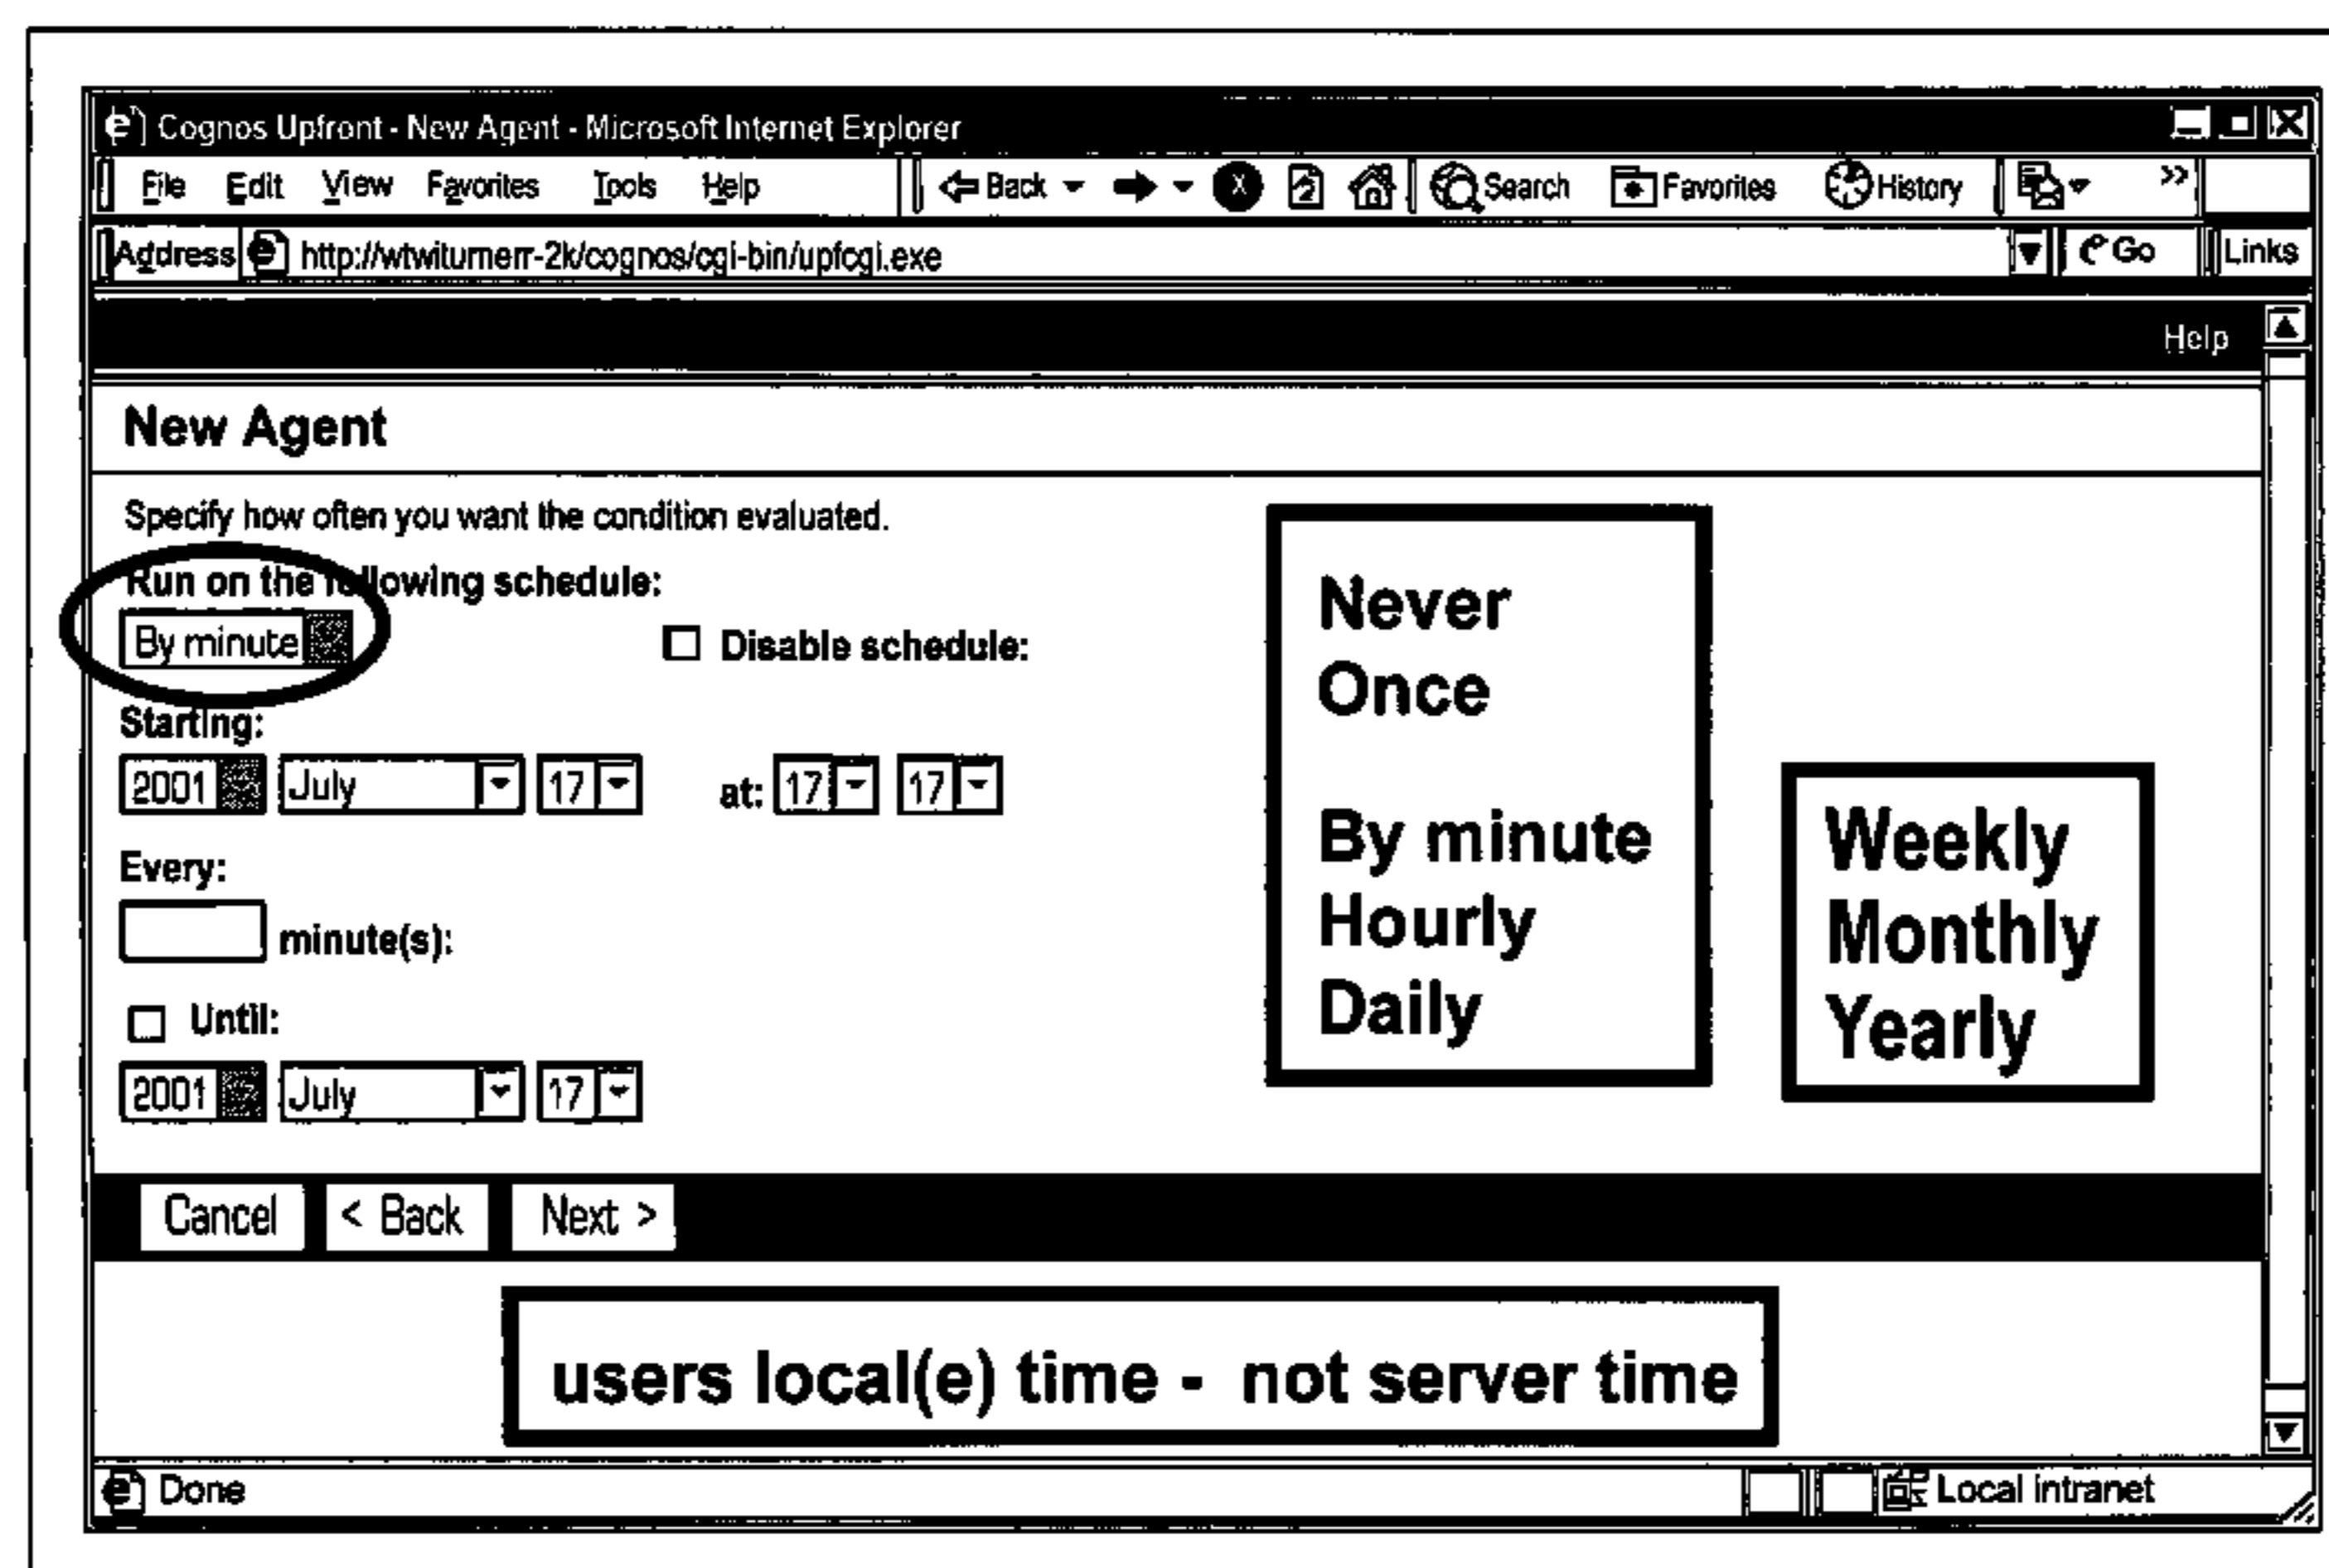 Cognos Upfront - New Agent - Microsoft Internet Explorer
File Edit View Favorites Tools Help Back Search Favorites History »
Address http://wtwiturnerr-2k/cognos/cgi-bin/upfcgi.exe Go Links
Help
New Agent
Specify how often you want the condition evaluated.
Run on the following schedule:
By minute Disable schedule:
Starting:
2001 July 17 at: 17 17
Every:
minute(s):
Until:
2001 July 17
Never
Once
By minute
Hourly
Daily
Weekly
Monthly
Yearly
Cancel < Back Next >
users local(e) time - not server time
Done Local intranet